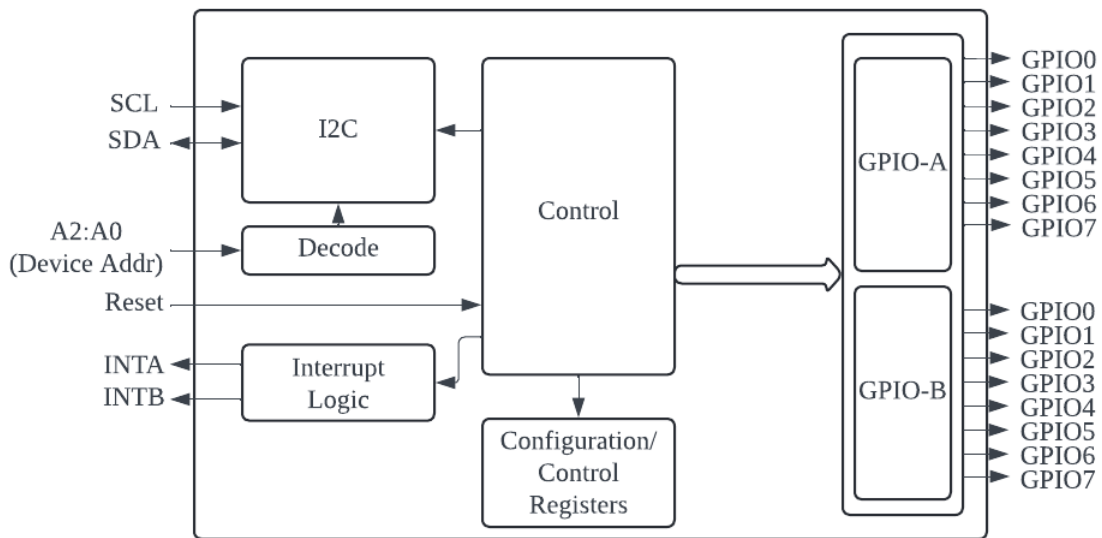 SCL
SDA
A2:A0
(Device Addr)
Reset
INTA
INTB
I2C
Decode
Interrupt
Logic
Control
Configuration/
Control
Registers
GPIO-A
GPIO-B
GPIO0
GPIO1
GPIO2
GPIO3
GPIO4
GPIO5
GPIO6
GPIO7
GPIO0
GPIO1
GPIO2
GPIO3
GPIO4
GPIO5
GPIO6
GPIO7